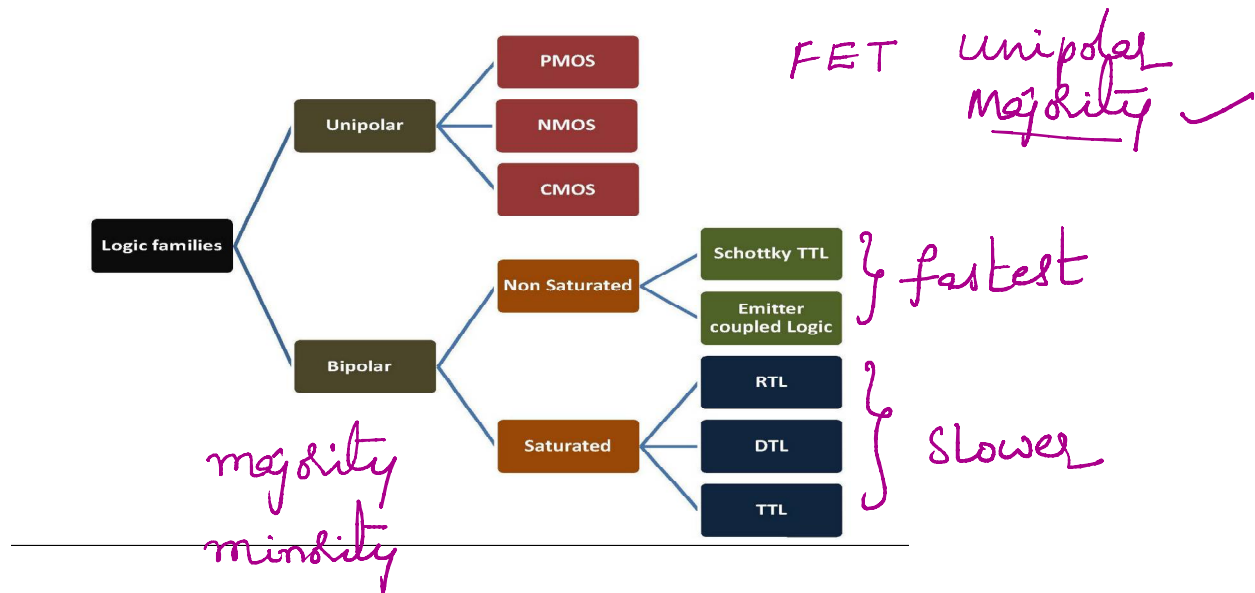 FET unipolar
Majority
PMOS
Unipolar
NMOS
CMOS
Logic families
Schottky TTL
Non Saturated
fastest
Emitter
coupled Logic
Bipolar
RTL
Saturated
DTL
slower
TTL
majority
minority